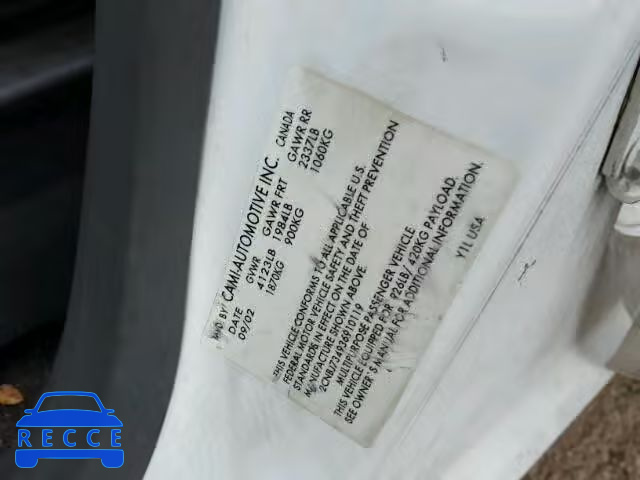 MFD BY CAMI AUTOMOTIVE INC. CANADA
DATE GVWR GAWR FRT GAWR RR
09/02 4123LB 1984LB 2337LB
1870KG 900KG 1060KG
THIS VEHICLE CONFORMS TO ALL APPLICABLE U.S.
FEDERAL MOTOR VEHICLE SAFETY AND THEFT PREVENTION
STANDARDS IN EFFECT ON THE DATE OF
MANUFACTURE SHOWN ABOVE.
MULTIPURPOSE PASSENGER VEHICLE
THIS VEHICLE EQUIPPED FOR 926LB/ 420KG PAYLOAD.
SEE OWNER'S MANUAL FOR ADDITIONAL INFORMATION.
Y1L USA
RECCE